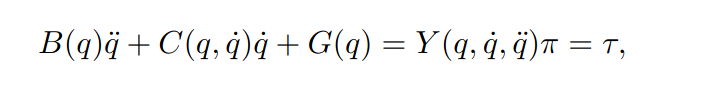 B(q)q̈ + C(q, q̇)q̇ + G(q) = Y(q, q̇, q̈)π = τ,